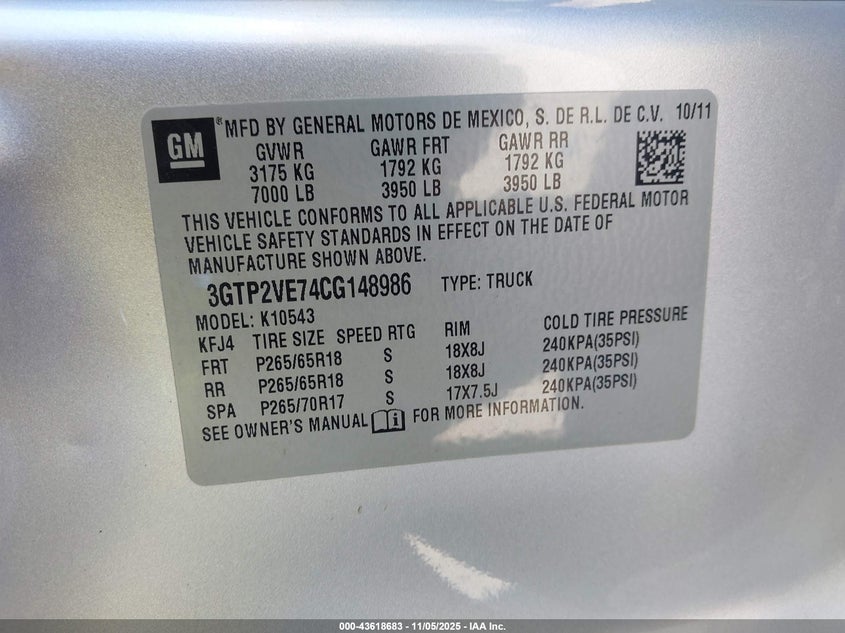 GM
® MFD BY GENERAL MOTORS DE MEXICO, S. DE R.L. DE C.V. 10/11
GVWR GAWR FRT GAWR RR
3175 KG 1792 KG 1792 KG
7000 LB 3950 LB 3950 LB
THIS VEHICLE CONFORMS TO ALL APPLICABLE U.S. FEDERAL MOTOR
VEHICLE SAFETY STANDARDS IN EFFECT ON THE DATE OF
MANUFACTURE SHOWN ABOVE.
3GTP2VE74CG148986 TYPE: TRUCK
MODEL: K10543
KFJ4 TIRE SIZE SPEED RTG RIM COLD TIRE PRESSURE
FRT P265/65R18 S 18X8J 240KPA(35PSI)
RR P265/65R18 S 18X8J 240KPA(35PSI)
SPA P265/70R17 S 17X7.5J 240KPA(35PSI)
SEE OWNER'S MANUAL i FOR MORE INFORMATION.
000-43618683 - 11/05/2025 - IAA Inc.